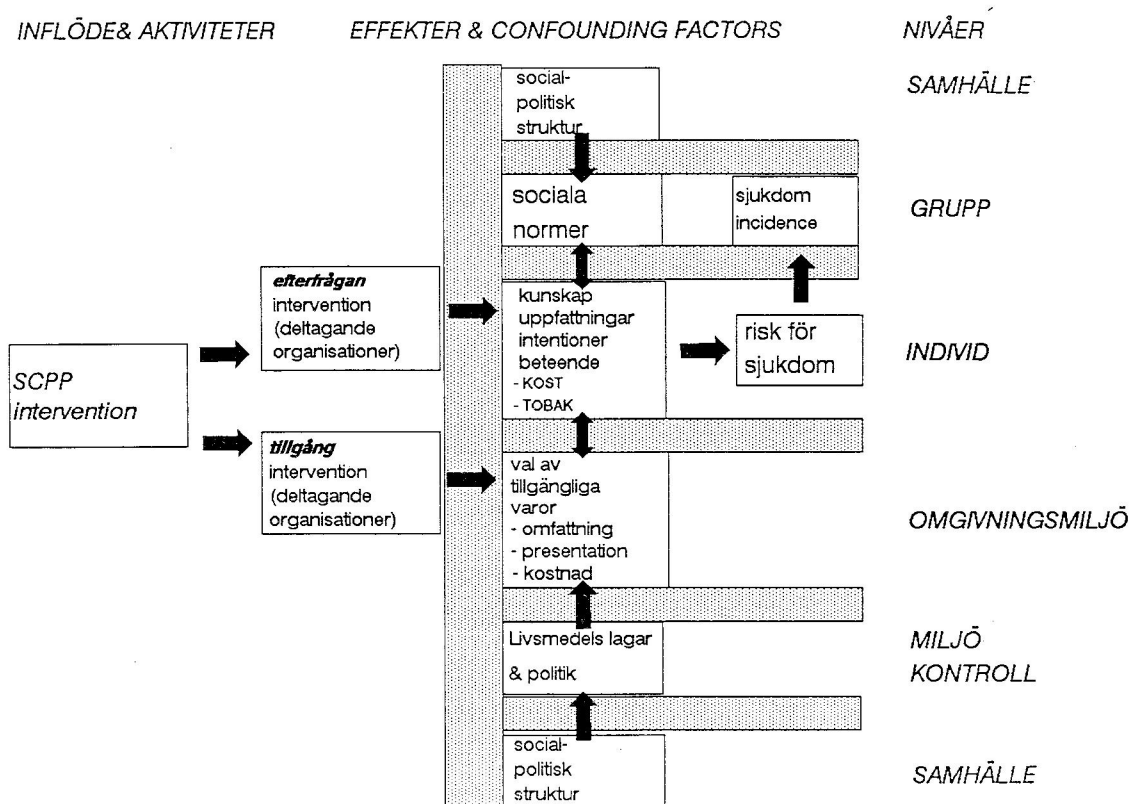 INFLÖDE& AKTIVITETER
EFFEKTER & CONFOUNDING FACTORS
NIVÅER
social-
politisk
struktur
SAMHÄLLE
sociala
normer
sjukdom
incidence
GRUPP
efterfrågan
intervention
(deltagande
organisationer)
kunskap
uppfattningar
intentioner
beteende
- KOST
- TOBAK
risk för
sjukdom
INDIVID
SCPP
intervention
tillgång
intervention
(deltagande
organisationer)
val av
tillgängliga
varor
- omfattning
- presentation
- kostnad
OMGIVNINGSMILJÖ
Livsmedels lagar
& politik
MILJÖ
KONTROLL
social-
politisk
struktur
SAMHÄLLE